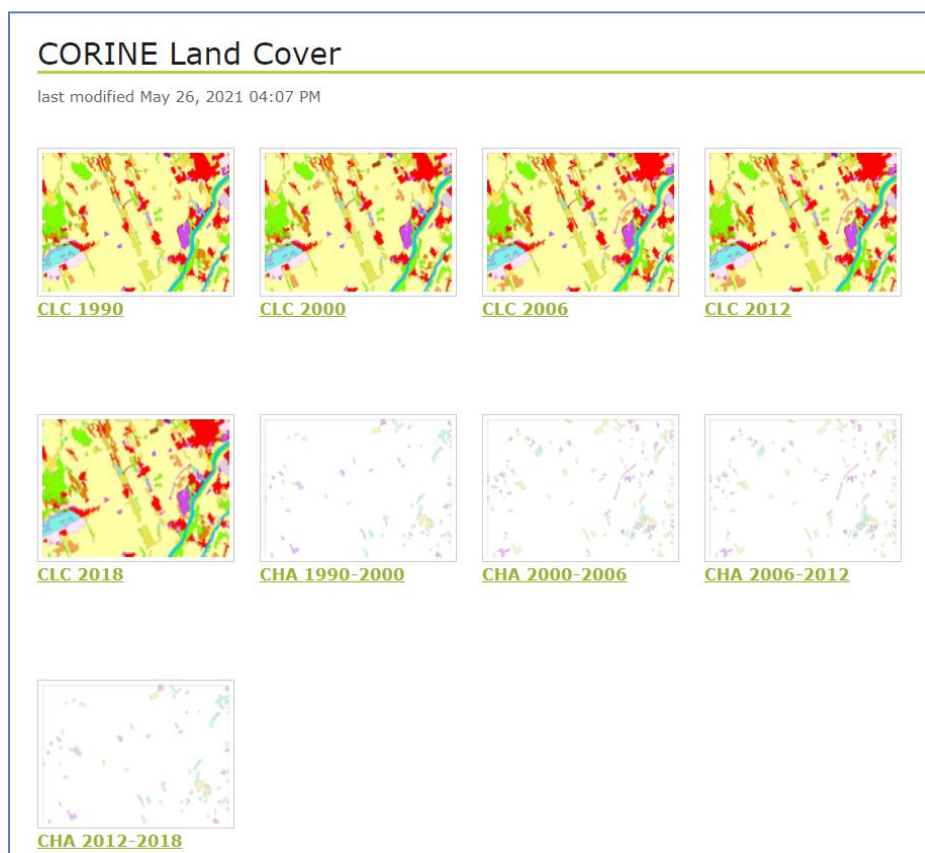 CORINE Land Cover
last modified May 26, 2021 04:07 PM
CLC 1990
CLC 2000
CLC 2006
CLC 2012
CLC 2018
CHA 1990-2000
CHA 2000-2006
CHA 2006-2012
CHA 2012-2018